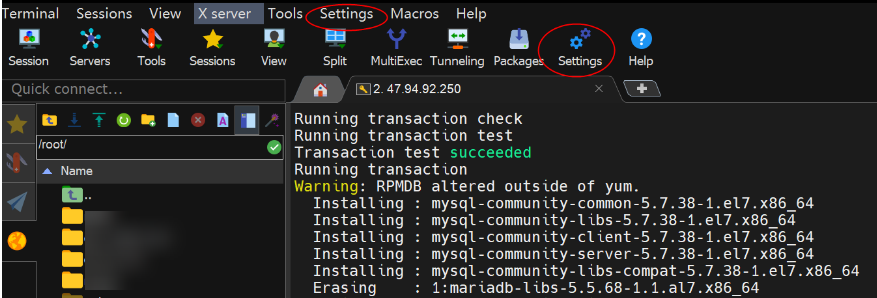 Terminal Sessions View X server Tools Settings Macros Help
Session Servers Tools Sessions View Split MultiExec Tunneling Packages Settings Help
Quick connect...
2. 47.94.92.250
/root/
Name
..
Running transaction check
Running transaction test
Transaction test succeeded
Running transaction
Warning: RPMDB altered outside of yum.
Installing : mysql-community-common-5.7.38-1.el7.x86_64
Installing : mysql-community-libs-5.7.38-1.el7.x86_64
Installing : mysql-community-client-5.7.38-1.el7.x86_64
Installing : mysql-community-server-5.7.38-1.el7.x86_64
Installing : mysql-community-libs-compat-5.7.38-1.el7.x86_64
Erasing : 1:mariadb-libs-5.5.68-1.1.al7.x86_64